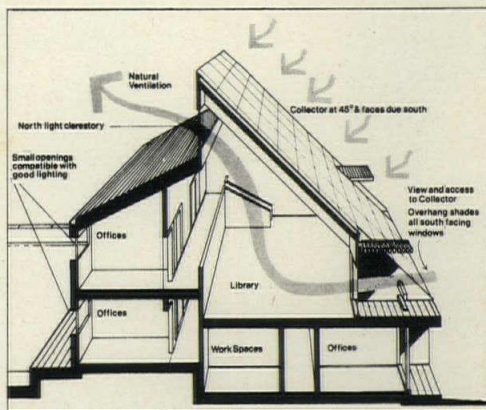 Natural
Ventilation
Collector at 45° & faces due south
North light clerestory
Small openings
compatible with
good lighting
View and access
to Collector
Overhang shades
all south facing
windows
Offices
Library
Offices
Work Spaces
Offices